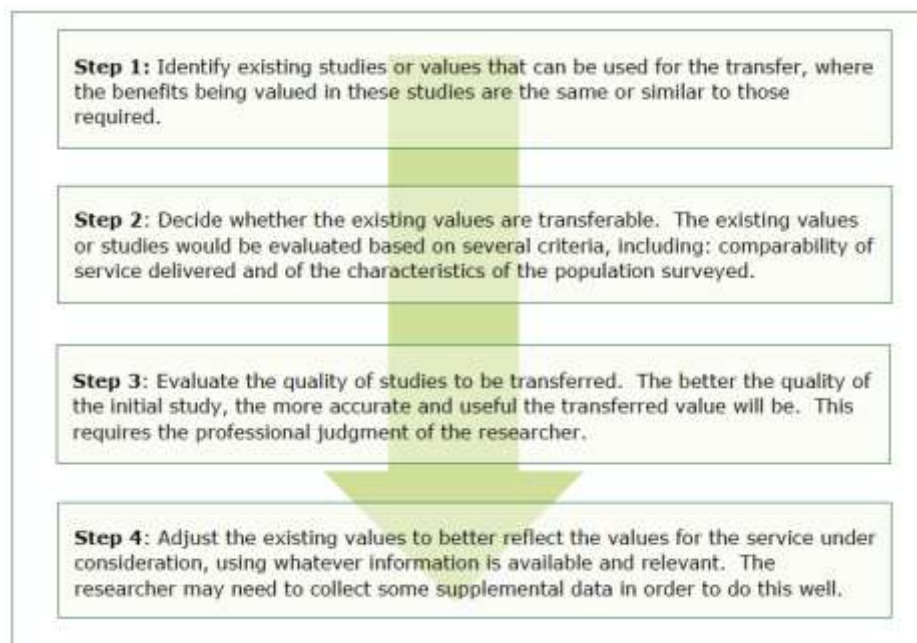 Step 1: Identify existing studies or values that can be used for the transfer, where
the benefits being valued in these studies are the same or similar to those
required.
Step 2: Decide whether the existing values are transferable. The existing values
or studies would be evaluated based on several criteria, including: comparability of
service delivered and of the characteristics of the population surveyed.
Step 3: Evaluate the quality of studies to be transferred. The better the quality of
the initial study, the more accurate and useful the transferred value will be. This
requires the professional judgment of the researcher.
Step 4: Adjust the existing values to better reflect the values for the service under
consideration, using whatever information is available and relevant. The
researcher may need to collect some supplemental data in order to do this well.